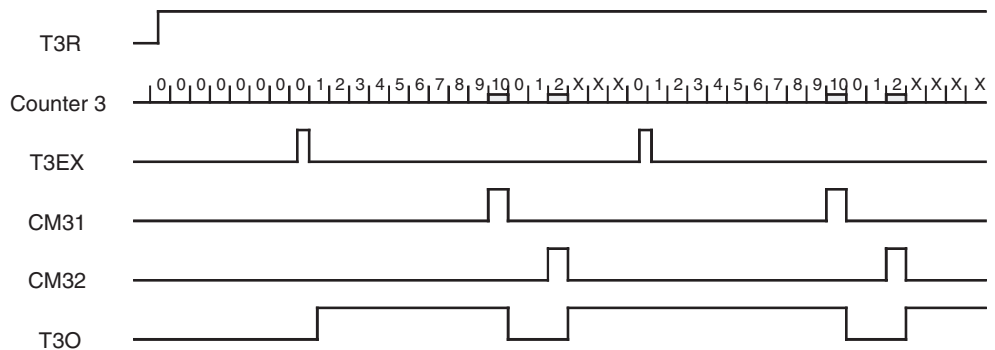 T3R
Counter 3 0 0 0 0 0 0 0 0 1 2 3 4 5 6 7 8 9 10 0 1 2 X X X 0 1 2 3 4 5 6 7 8 9 10 0 1 2 X X X X
T3EX
CM31
CM32
T3O